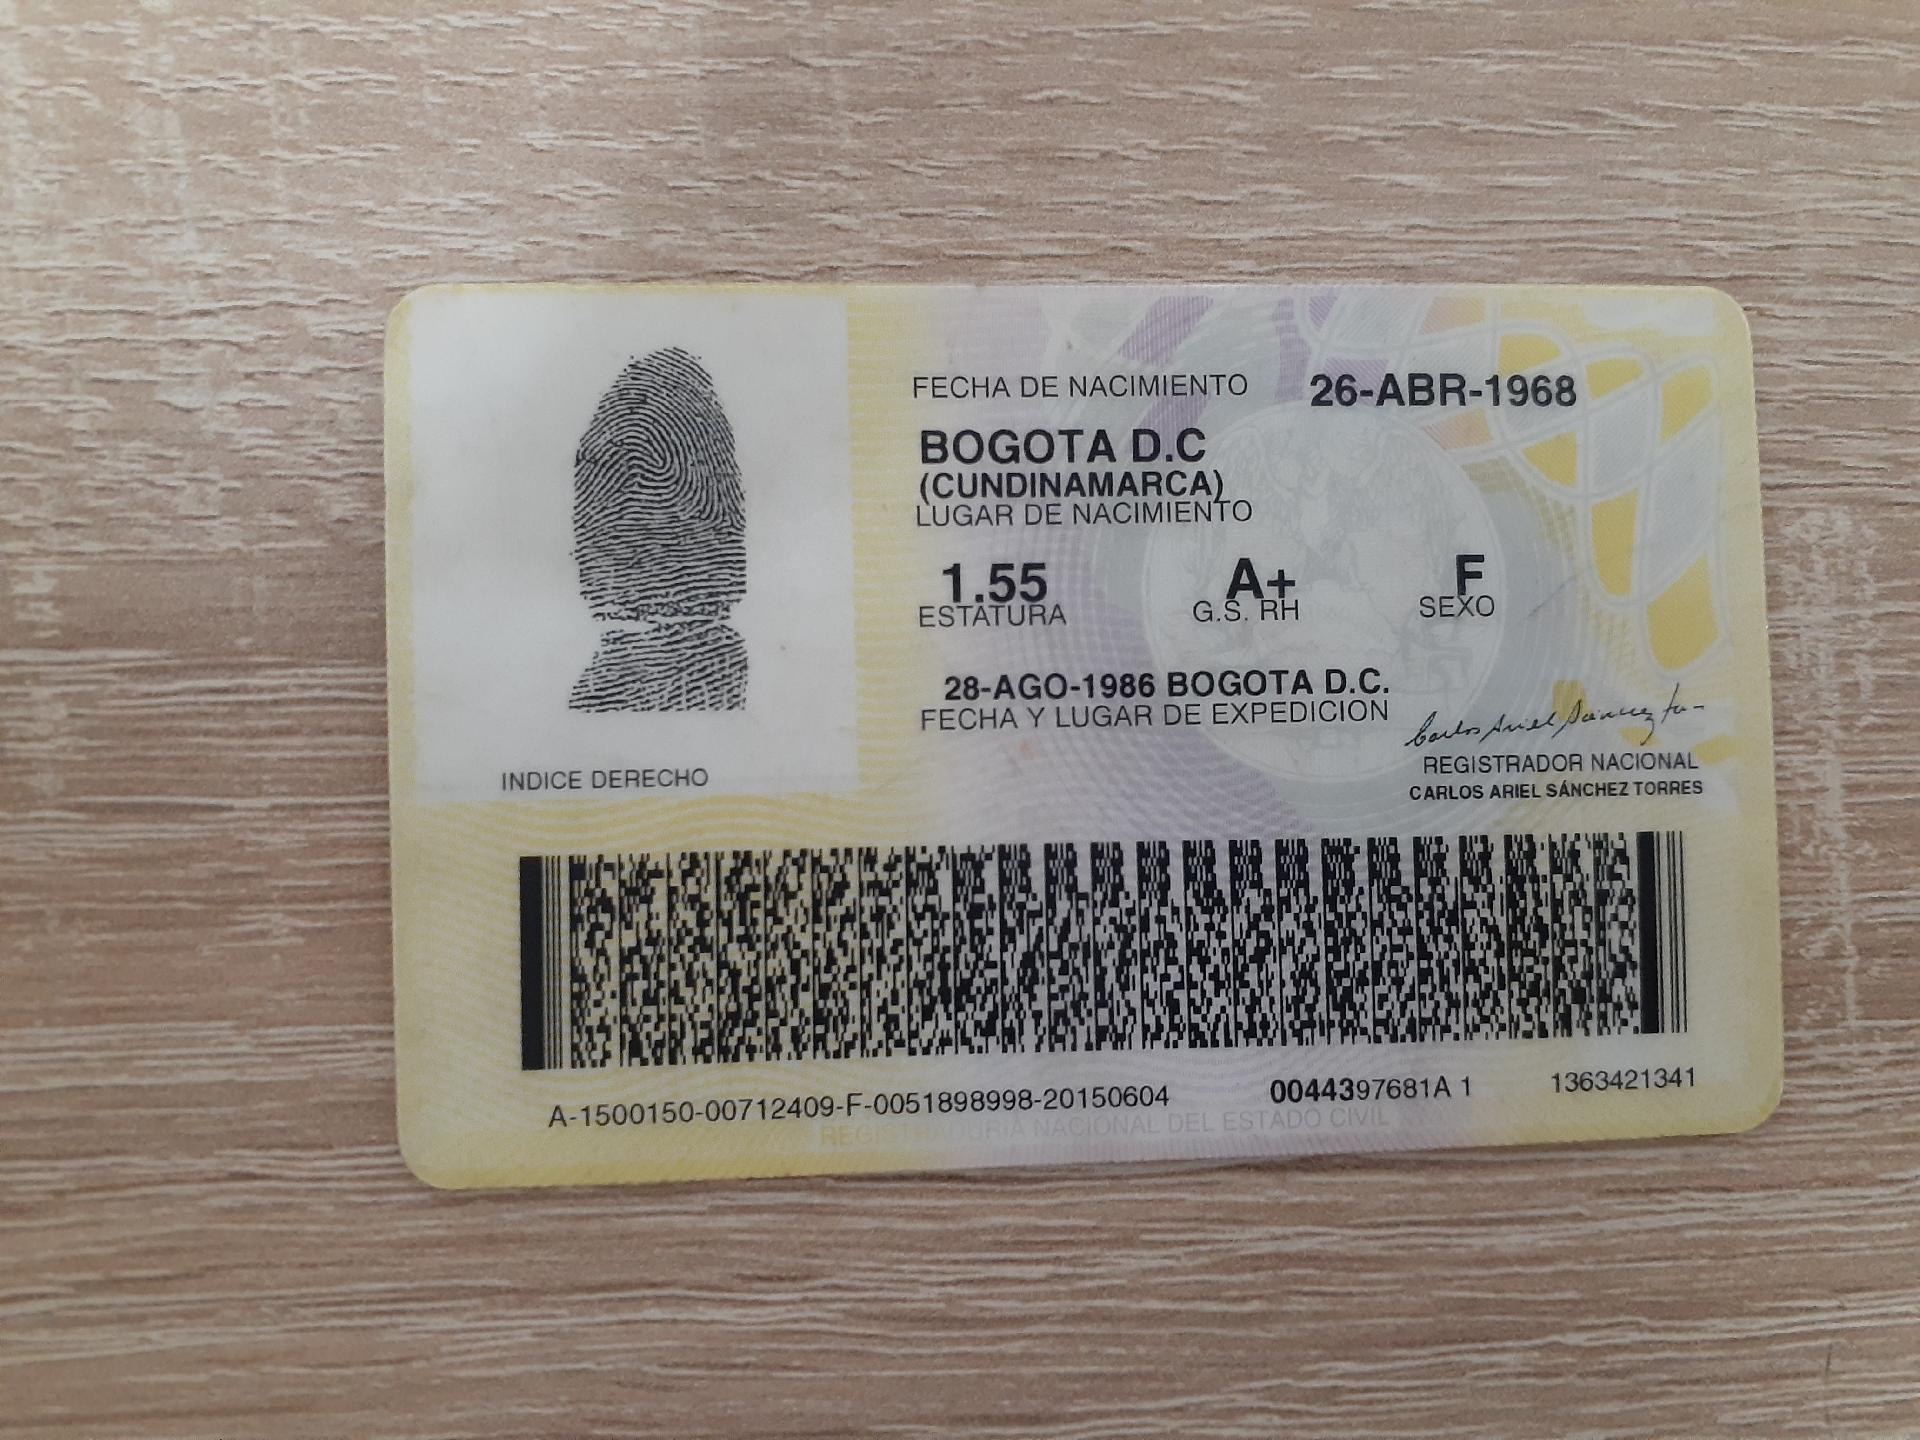 FECHA DE NACIMIENTO 26-ABR-1968
BOGOTA D.C
(CUNDINAMARCA)
LUGAR DE NACIMIENTO
1.55 A+ F
ESTATURA G.S. RH SEXO
28-AGO-1986 BOGOTA D.C.
FECHA Y LUGAR DE EXPEDICION
Carlos Ariel Sánchez to-
REGISTRADOR NACIONAL
CARLOS ARIEL SÁNCHEZ TORRES
INDICE DERECHO
A-1500150-00712409-F-0051898998-20150604 0044397681A 1 1363421341
REGISTRADURIA NACIONAL DEL ESTADO CIVIL